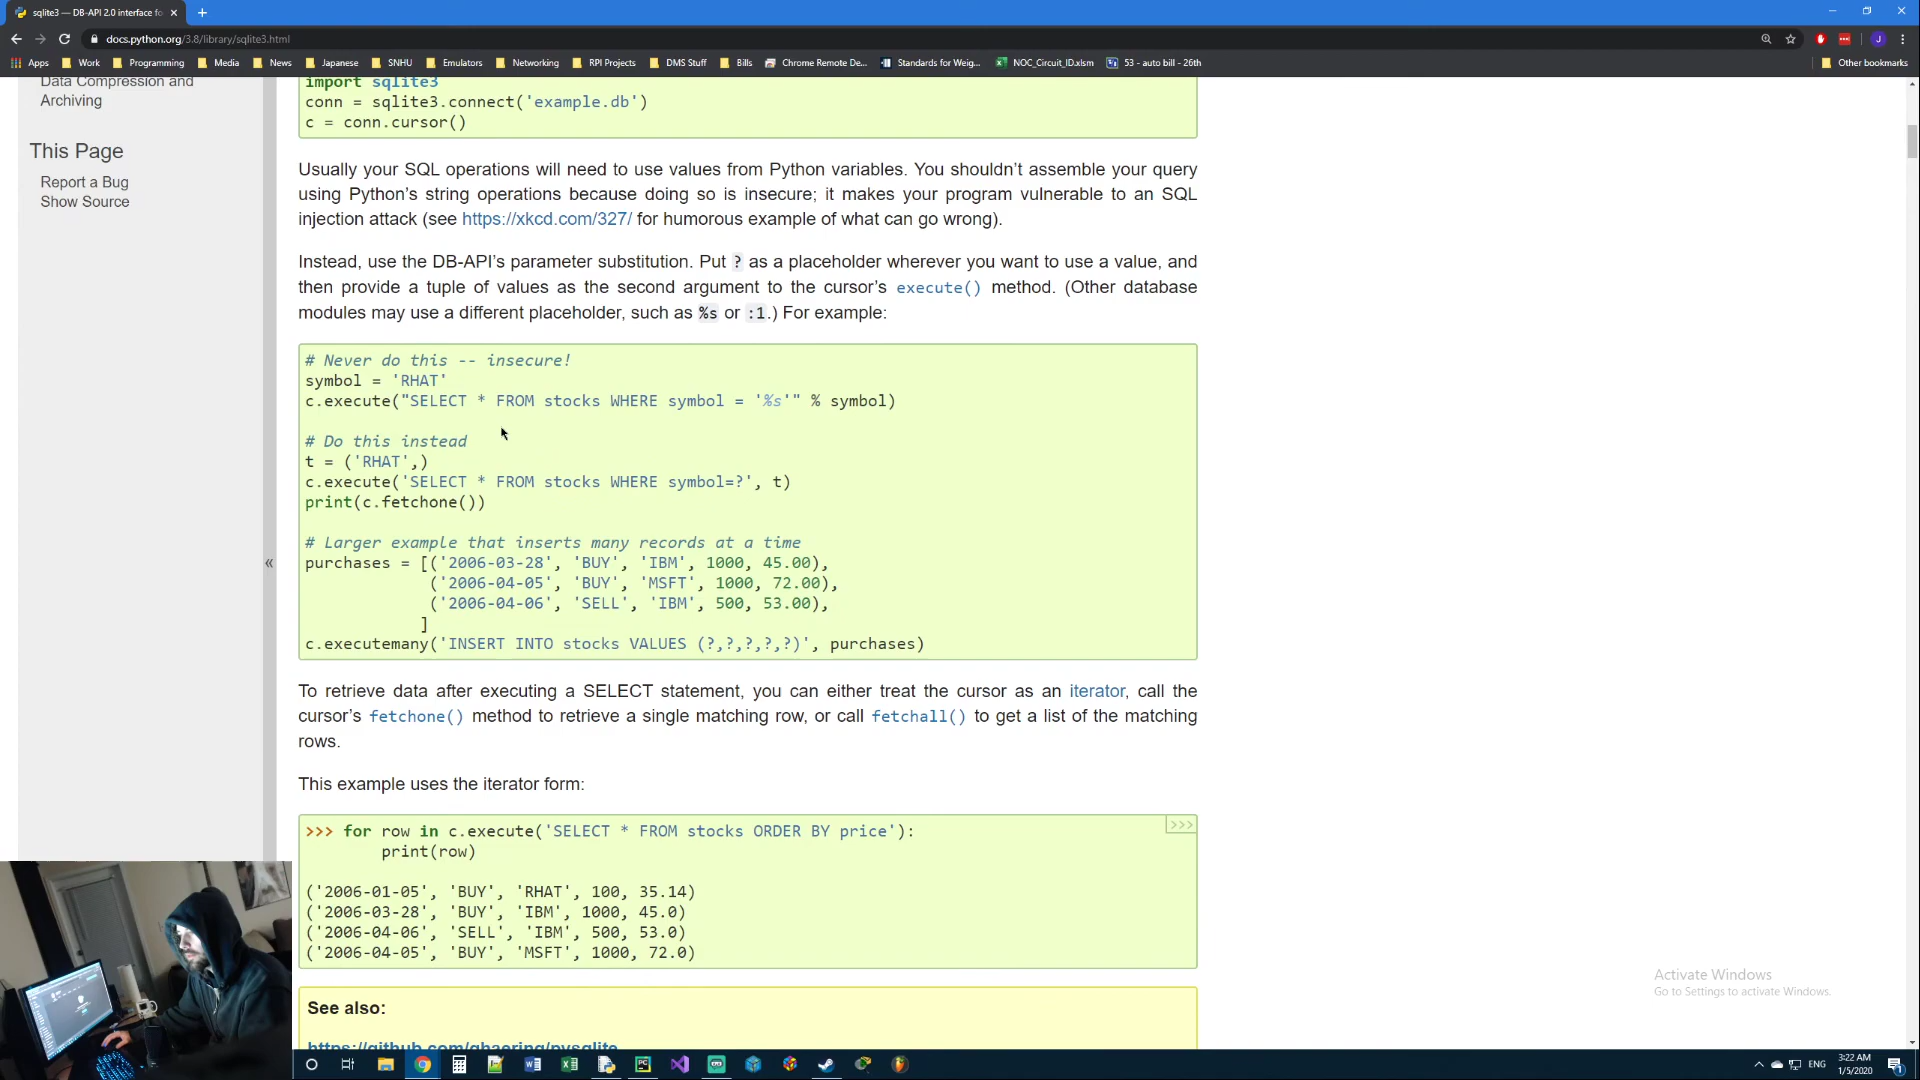 sqlite3 — DB-API 2.0 interface fo
docs.python.org/3.8/library/sqlite3.html
Apps Work Programming Media News Japanese SNHU Emulators Networking RPI Projects DMS Stuff Bills Chrome Remote De... Standards for Weig... NOC_Circuit_ID.xlsm 53 - auto bill - 26th Other bookmarks
Data Compression and
Archiving
This Page
Report a Bug
Show Source
«
import sqlite3
conn = sqlite3.connect('example.db')
c = conn.cursor()
Usually your SQL operations will need to use values from Python variables. You shouldn’t assemble your query
using Python’s string operations because doing so is insecure; it makes your program vulnerable to an SQL
injection attack (see https://xkcd.com/327/ for humorous example of what can go wrong).
Instead, use the DB-API’s parameter substitution. Put ? as a placeholder wherever you want to use a value, and
then provide a tuple of values as the second argument to the cursor’s execute() method. (Other database
modules may use a different placeholder, such as %s or :1.) For example:
# Never do this -- insecure!
symbol = 'RHAT'
c.execute("SELECT * FROM stocks WHERE symbol = '%s'" % symbol)
# Do this instead
t = ('RHAT',)
c.execute('SELECT * FROM stocks WHERE symbol=?', t)
print(c.fetchone())
# Larger example that inserts many records at a time
purchases = [('2006-03-28', 'BUY', 'IBM', 1000, 45.00),
('2006-04-05', 'BUY', 'MSFT', 1000, 72.00),
('2006-04-06', 'SELL', 'IBM', 500, 53.00),
]
c.executemany('INSERT INTO stocks VALUES (?,?,?,?,?)', purchases)
To retrieve data after executing a SELECT statement, you can either treat the cursor as an iterator, call the
cursor’s fetchone() method to retrieve a single matching row, or call fetchall() to get a list of the matching
rows.
This example uses the iterator form:
>>> for row in c.execute('SELECT * FROM stocks ORDER BY price'):
>>>
print(row)
('2006-01-05', 'BUY', 'RHAT', 100, 35.14)
('2006-03-28', 'BUY', 'IBM', 1000, 45.0)
('2006-04-06', 'SELL', 'IBM', 500, 53.0)
('2006-04-05', 'BUY', 'MSFT', 1000, 72.0)
See also:
https://github.com/ghaering/pysqlite
Activate Windows
Go to Settings to activate Windows.
ENG
3:22 AM
1/5/2020